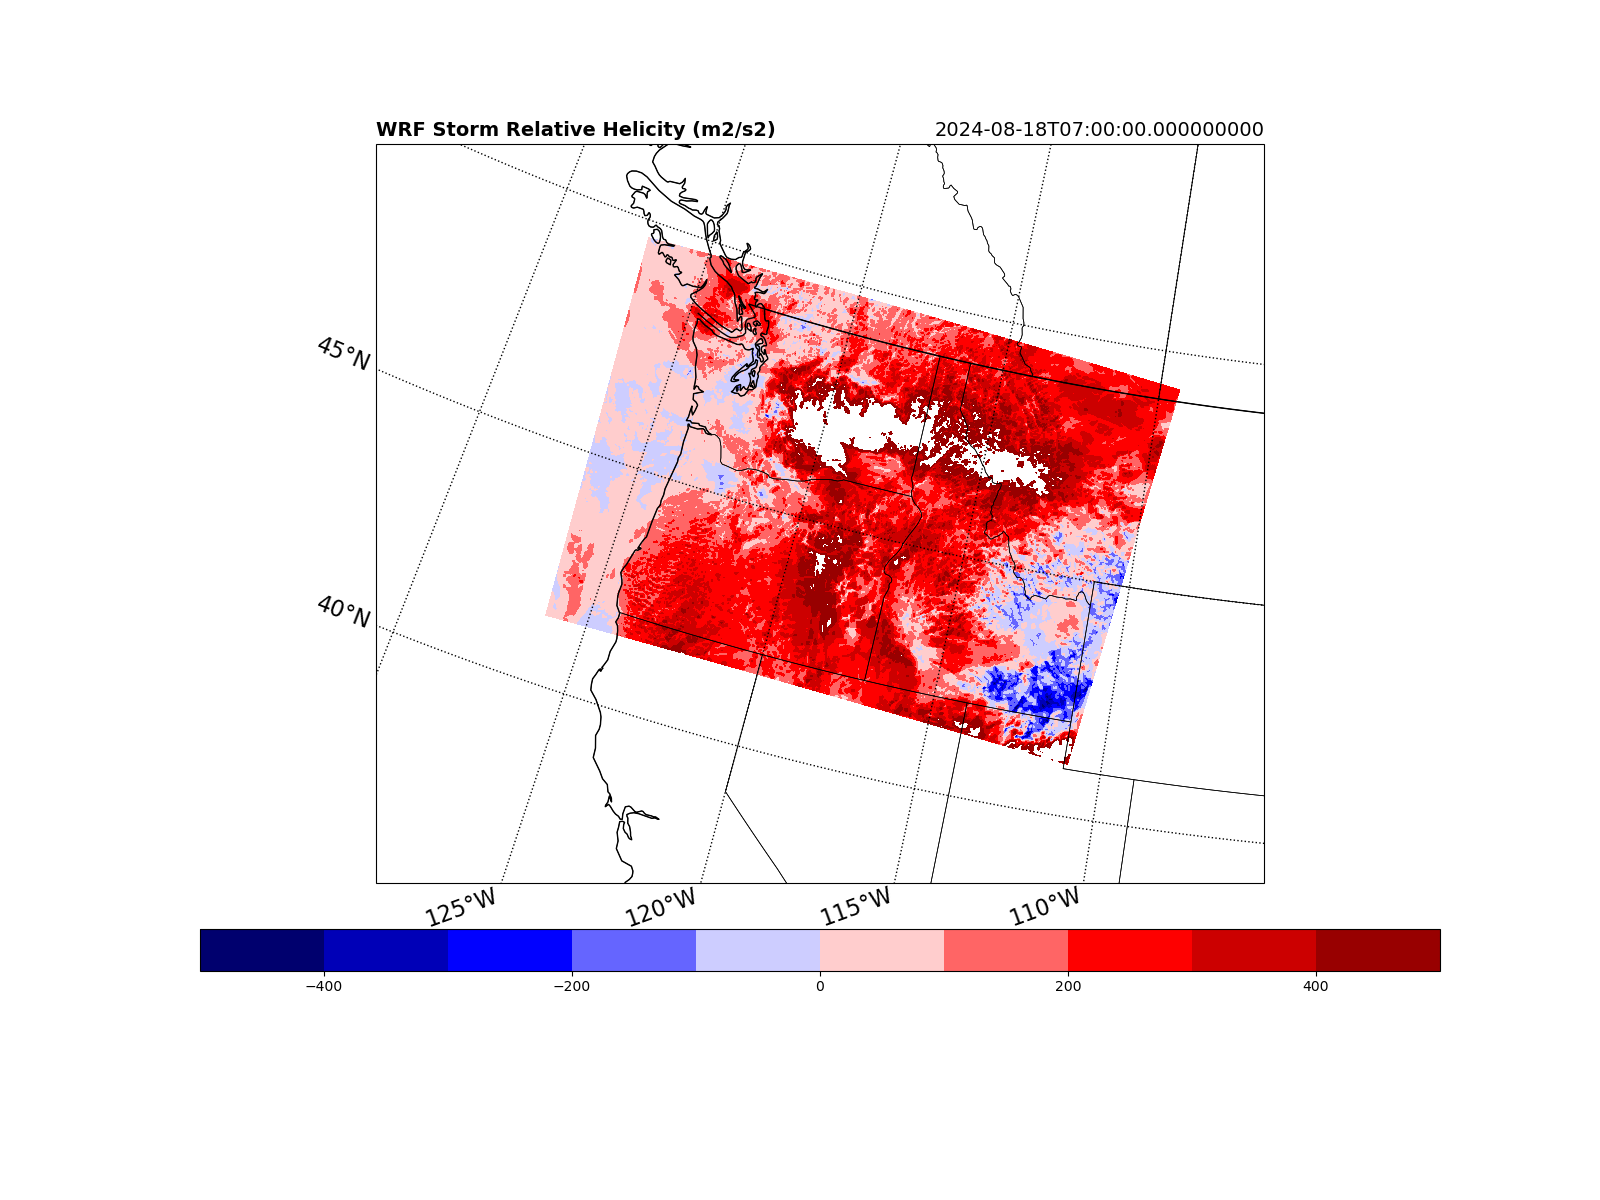 WRF Storm Relative Helicity (m2/s2) 2024-08-18T07:00:00.000000000
45°N
40°N
125°W 120°W 115°W 110°W
−400 −200 0 200 400